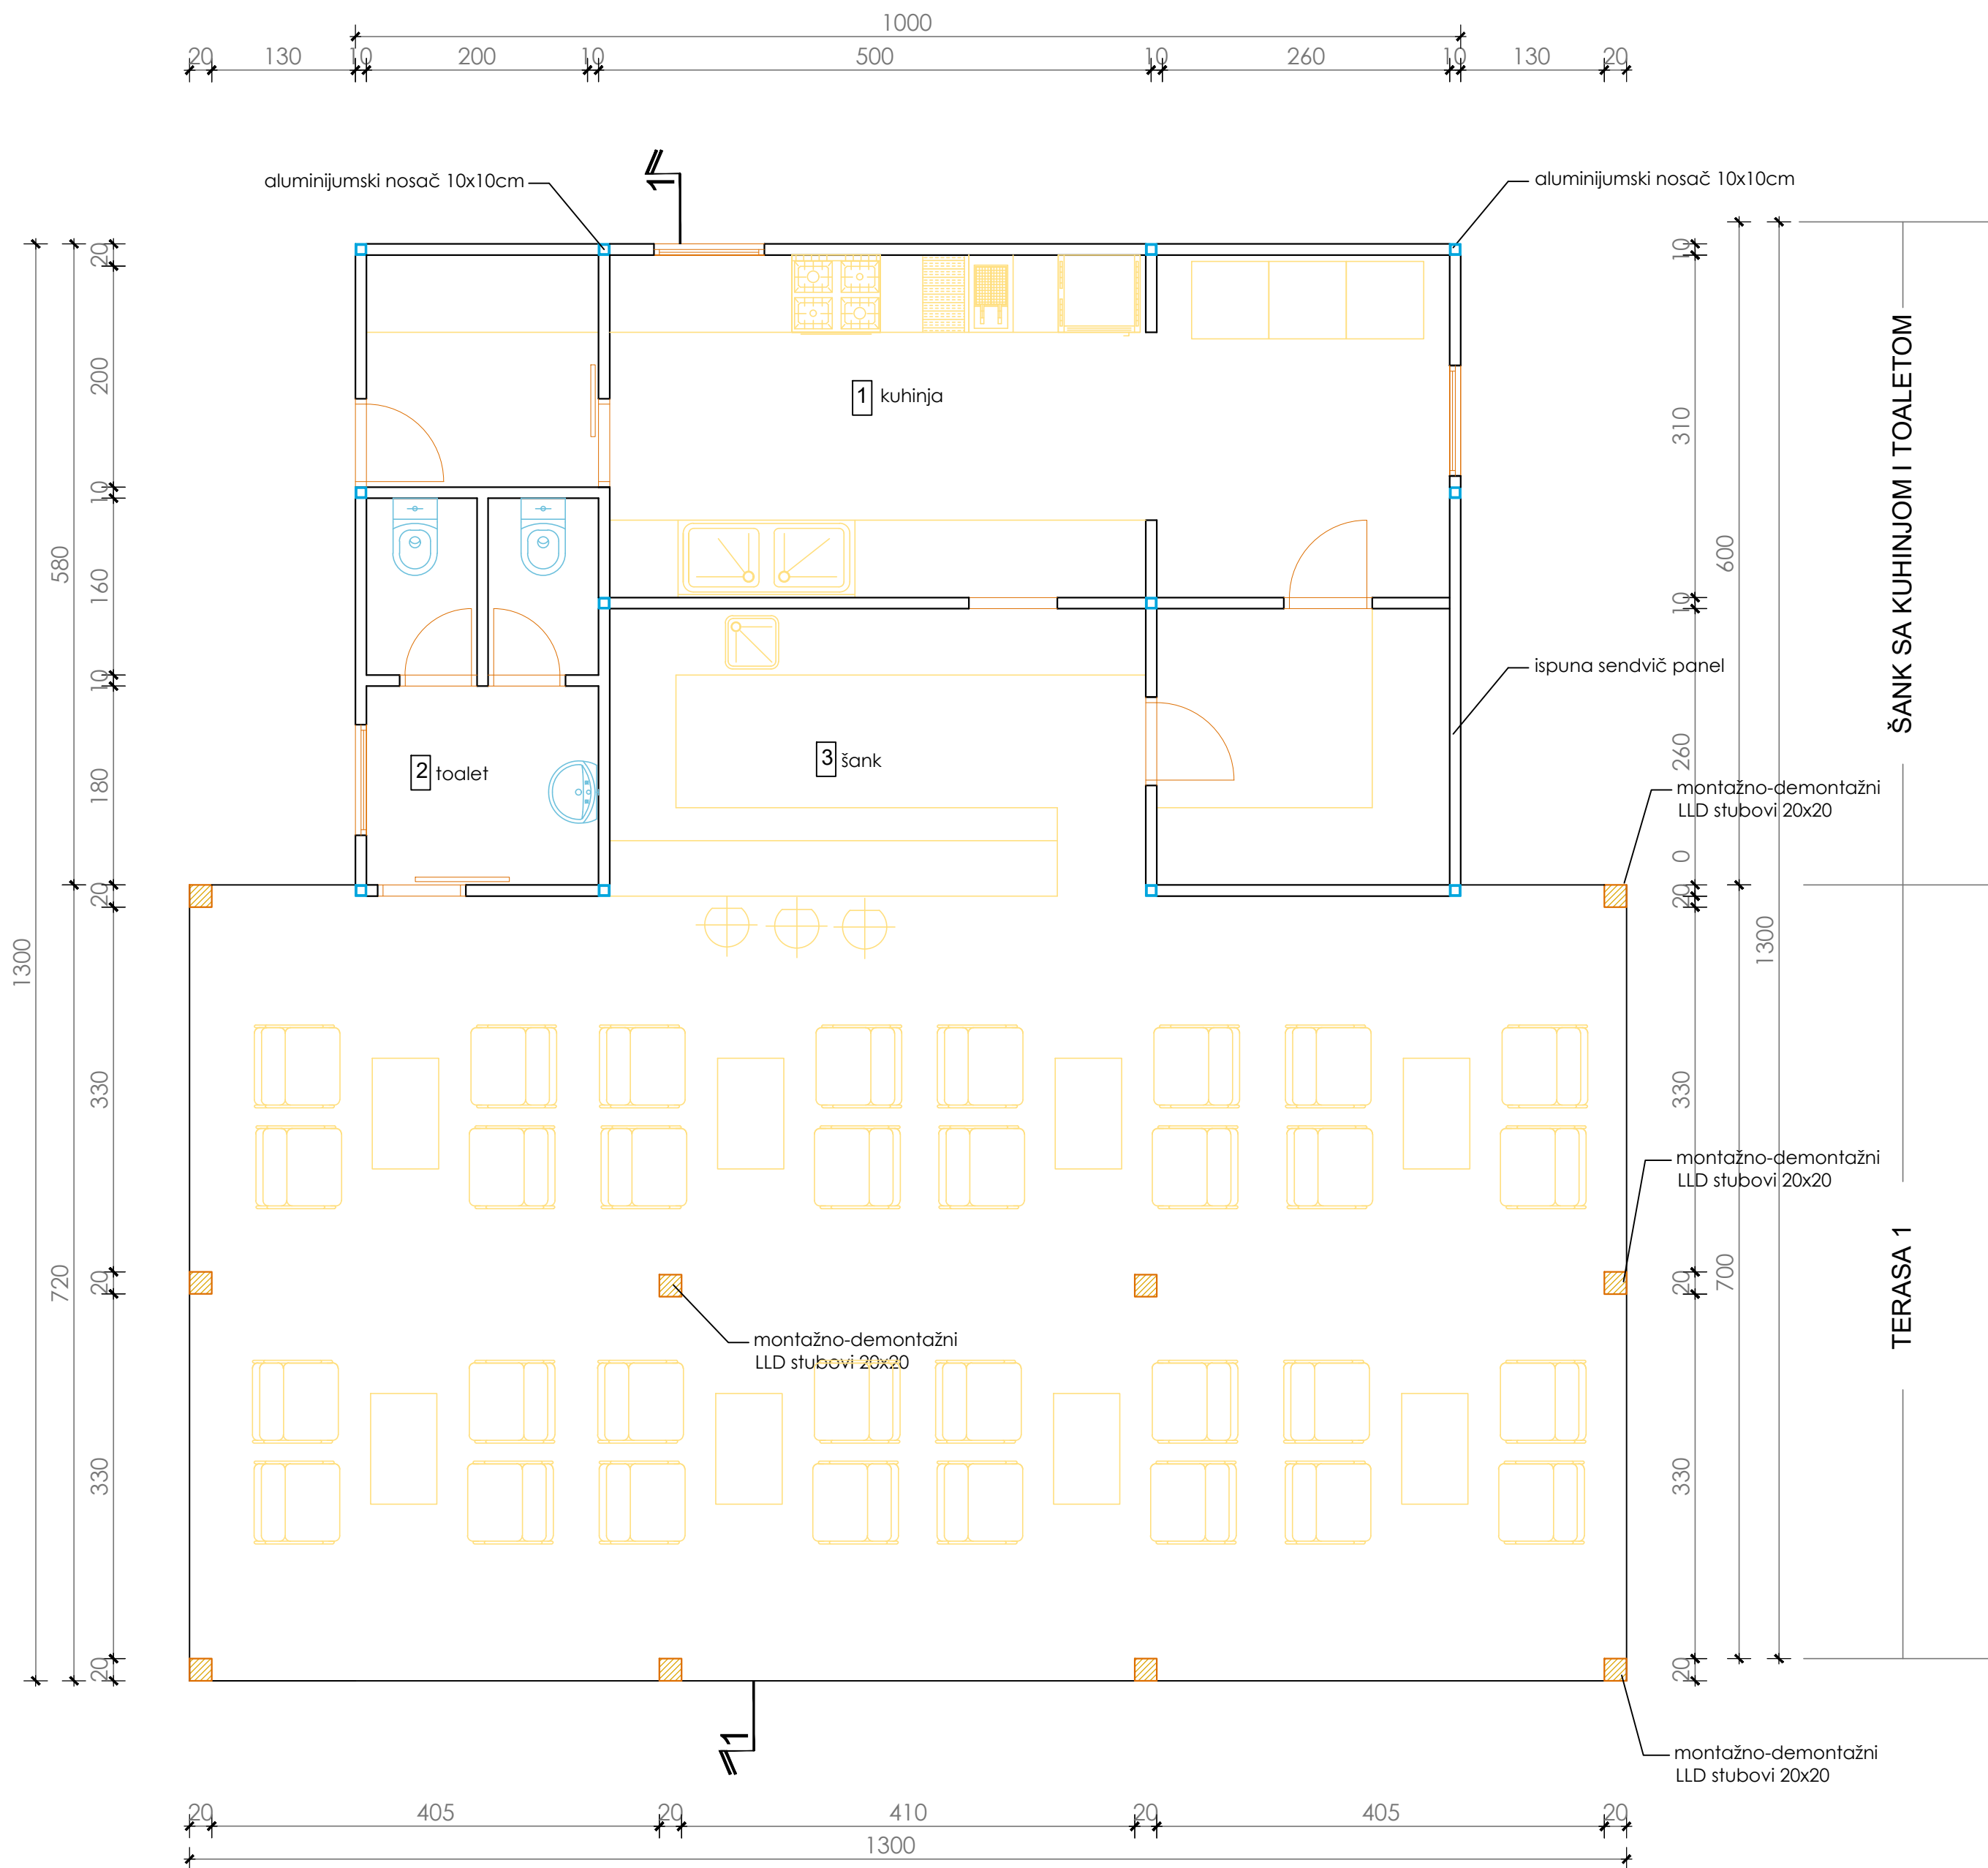 1000
20 130 10 200 10 500 10 260 10 130 20
1
aluminijumski nosač 10x10cm
aluminijumski nosač 10x10cm
1 kuhinja
2 toalet
3 šank
ispuna sendvič panel
montažno-demontažni
LLD stubovi 20x20
montažno-demontažni
LLD stubovi 20x20
montažno-demontažni
LLD stubovi 20x20
montažno-demontažni
LLD stubovi 20x20
1
20 405 20 410 20 405 20
1300
1300
580
720
20
200
10
160
10
180
20
330
20
330
20
10
310
10
260
0
20
330
20
330
20
600
700
1300
ŠANK SA KUHINJOM I TOALETOM
TERASA 1